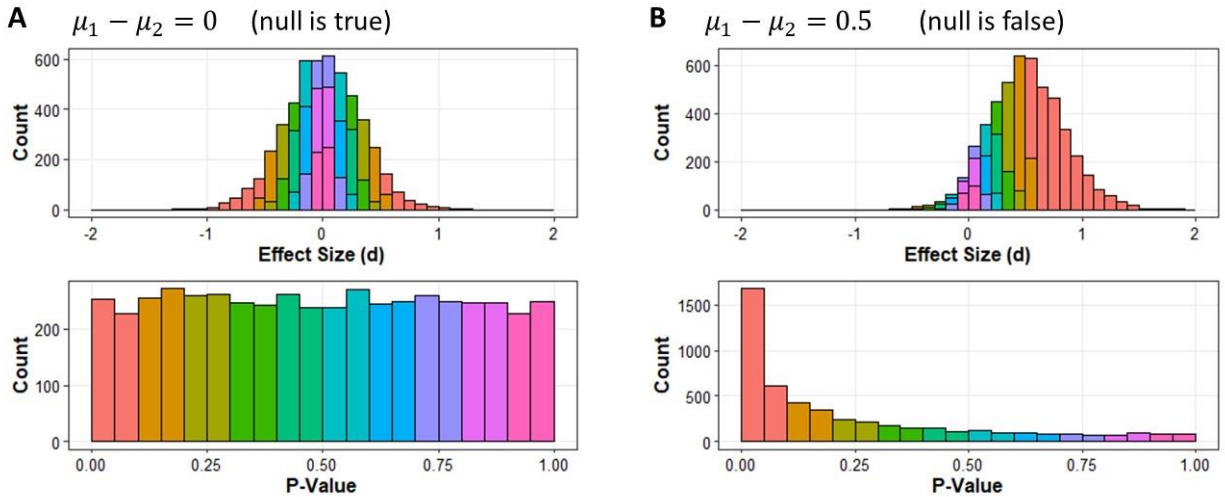 A μ₁ − μ₂ = 0 (null is true)
600
400
200
0
Count
-2 -1 0 1 2
Effect Size (d)
200
100
0
Count
0.00 0.25 0.50 0.75 1.00
P-Value
B μ₁ − μ₂ = 0.5 (null is false)
600
400
200
0
Count
-2 -1 0 1 2
Effect Size (d)
1500
1000
500
0
Count
0.00 0.25 0.50 0.75 1.00
P-Value